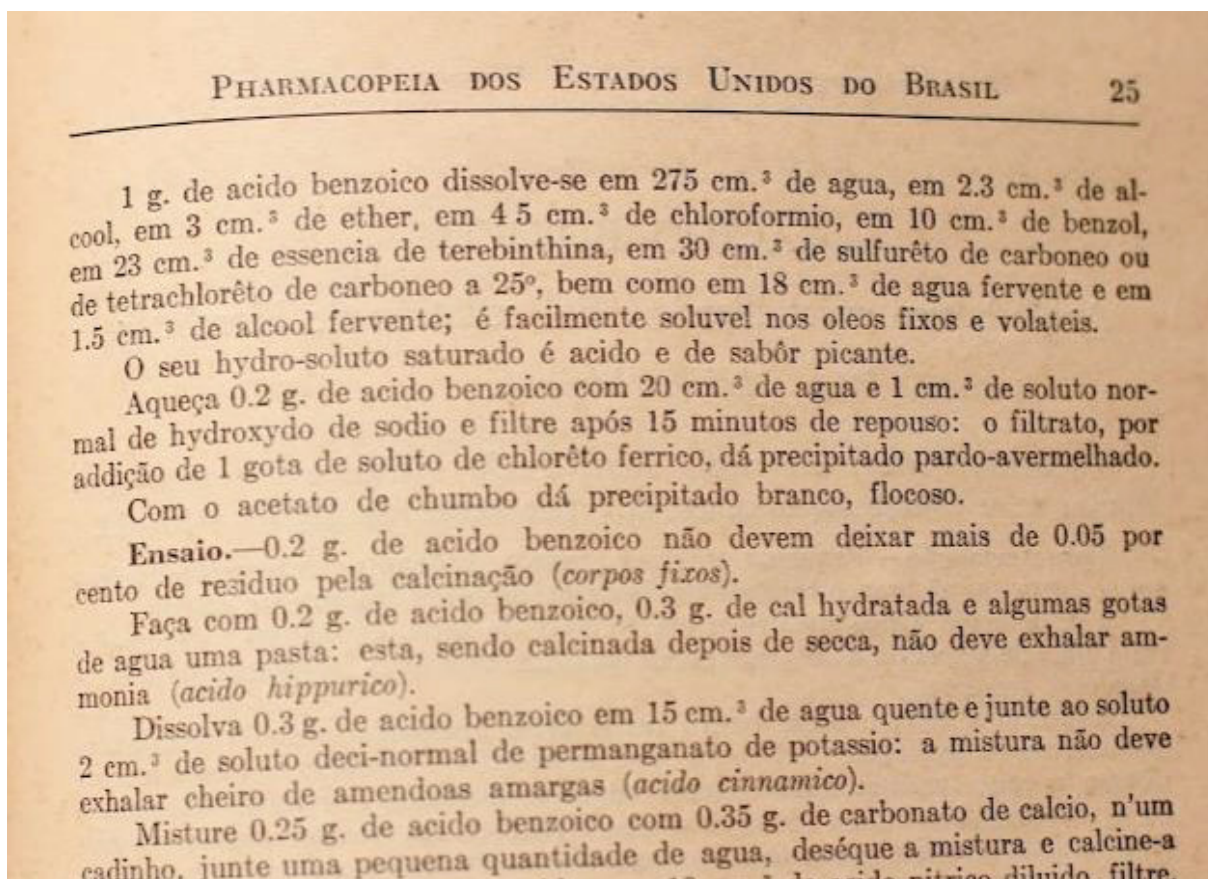 PHARMACOPEIA DOS ESTADOS UNIDOS DO BRASIL 25
1 g. de acido benzoico dissolve-se em 275 cm.³ de agua, em 2.3 cm.³ de al-
cool, em 3 cm.³ de ether, em 4 5 cm.³ de chloroformio, em 10 cm.³ de benzol,
em 23 cm.³ de essencia de terebinthina, em 30 cm.³ de sulfurêto de carboneo ou
de tetrachlorêto de carboneo a 25º, bem como em 18 cm.³ de agua fervente e em
1.5 cm.³ de alcool fervente; é facilmente soluvel nos oleos fixos e volateis.
O seu hydro-soluto saturado é acido e de sabôr picante.
Aqueça 0.2 g. de acido benzoico com 20 cm.³ de agua e 1 cm.³ de soluto nor-
mal de hydroxydo de sodio e filtre após 15 minutos de repouso: o filtrato, por
addição de 1 gota de soluto de chlorêto ferrico, dá precipitado pardo-avermelhado.
Com o acetato de chumbo dá precipitado branco, flocoso.
Ensaio.—0.2 g. de acido benzoico não devem deixar mais de 0.05 por
cento de residuo pela calcinação (corpos fixos).
Faça com 0.2 g. de acido benzoico, 0.3 g. de cal hydratada e algumas gotas
de agua uma pasta: esta, sendo calcinada depois de secca, não deve exhalar am-
monia (acido hippurico).
Dissolva 0.3 g. de acido benzoico em 15 cm.³ de agua quente e junte ao soluto
2 cm.³ de soluto deci-normal de permanganato de potassio: a mistura não deve
exhalar cheiro de amendoas amargas (acido cinnamico).
Misture 0.25 g. de acido benzoico com 0.35 g. de carbonato de calcio, n'um
cadinho, junte uma pequena quantidade de agua, deséque a mistura e calcine-a
nitrico diluido, filtre,